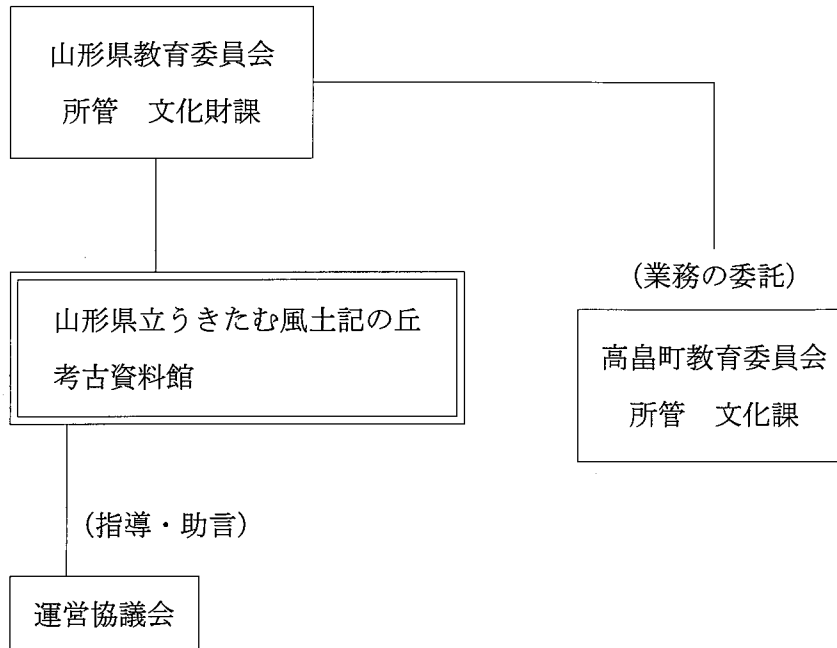 山形県教育委員会
所管　文化財課
(業務の委託)
山形県立うきたむ風土記の丘
考古資料館
高畠町教育委員会
所管　文化課
(指導・助言)
運営協議会